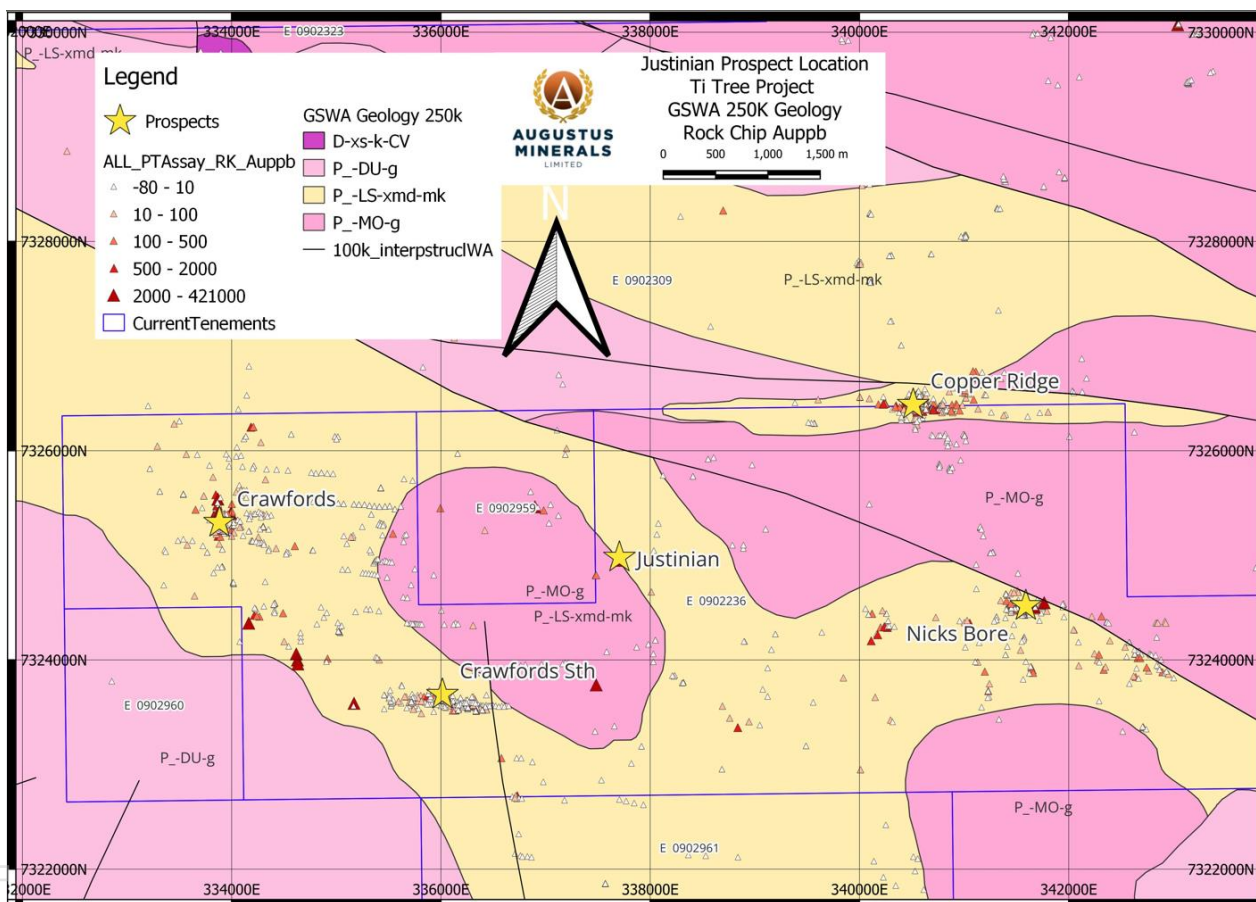 334000E
336000E
338000E
340000E
342000E
7330000N
7330000N
E 0902323
P_-LS-xmd-mk
Legend
Prospects
ALL_PTAssay_RK_Auppb
-80 - 10
10 - 100
100 - 500
500 - 2000
2000 - 421000
CurrentTenements
GSWA Geology 250k
D-xs-k-CV
P_-DU-g
P_-LS-xmd-mk
P_-MO-g
100k_interpstruclWA
A
AUGUSTUS
MINERALS
LIMITED
Justinian Prospect Location
Ti Tree Project
GSWA 250K Geology
Rock Chip Auppb
0 500 1,000 1,500 m
N
7328000N
7328000N
E 0902309
P_-LS-xmd-mk
Copper Ridge
7326000N
7326000N
Crawfords
E 0902959
P_-MO-g
Justinian
P_-MO-g
P_-LS-xmd-mk
E 0902236
Nicks Bore
7324000N
7324000N
Crawfords Sth
E 0902960
P_-DU-g
P_-MO-g
E 0902961
7322000N
7322000N
334000E
336000E
338000E
340000E
342000E